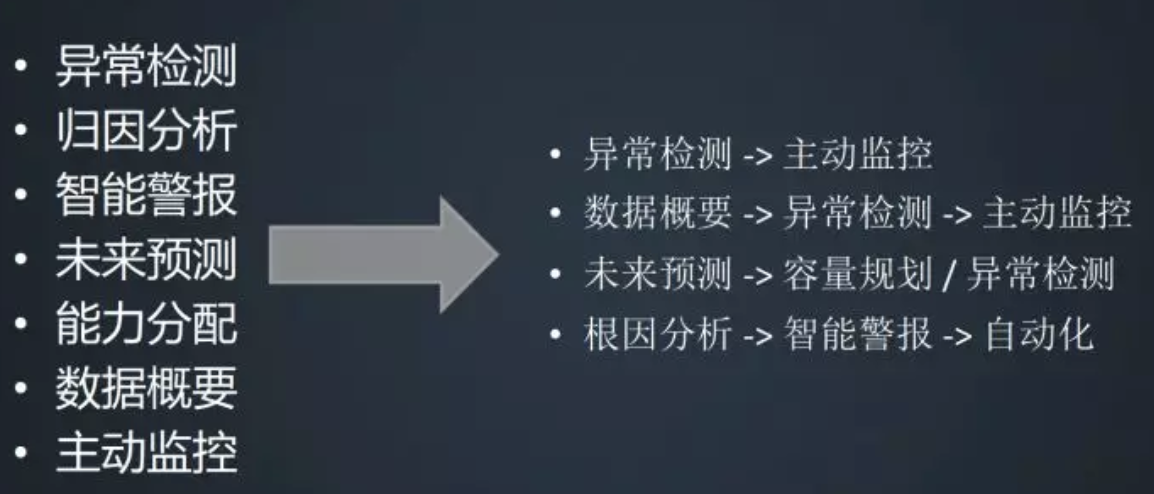 • 异常检测
• 归因分析
• 智能警报
• 未来预测
• 能力分配
• 数据概要
• 主动监控
• 异常检测 -> 主动监控
• 数据概要 -> 异常检测 -> 主动监控
• 未来预测 -> 容量规划 / 异常检测
• 根因分析 -> 智能警报 -> 自动化